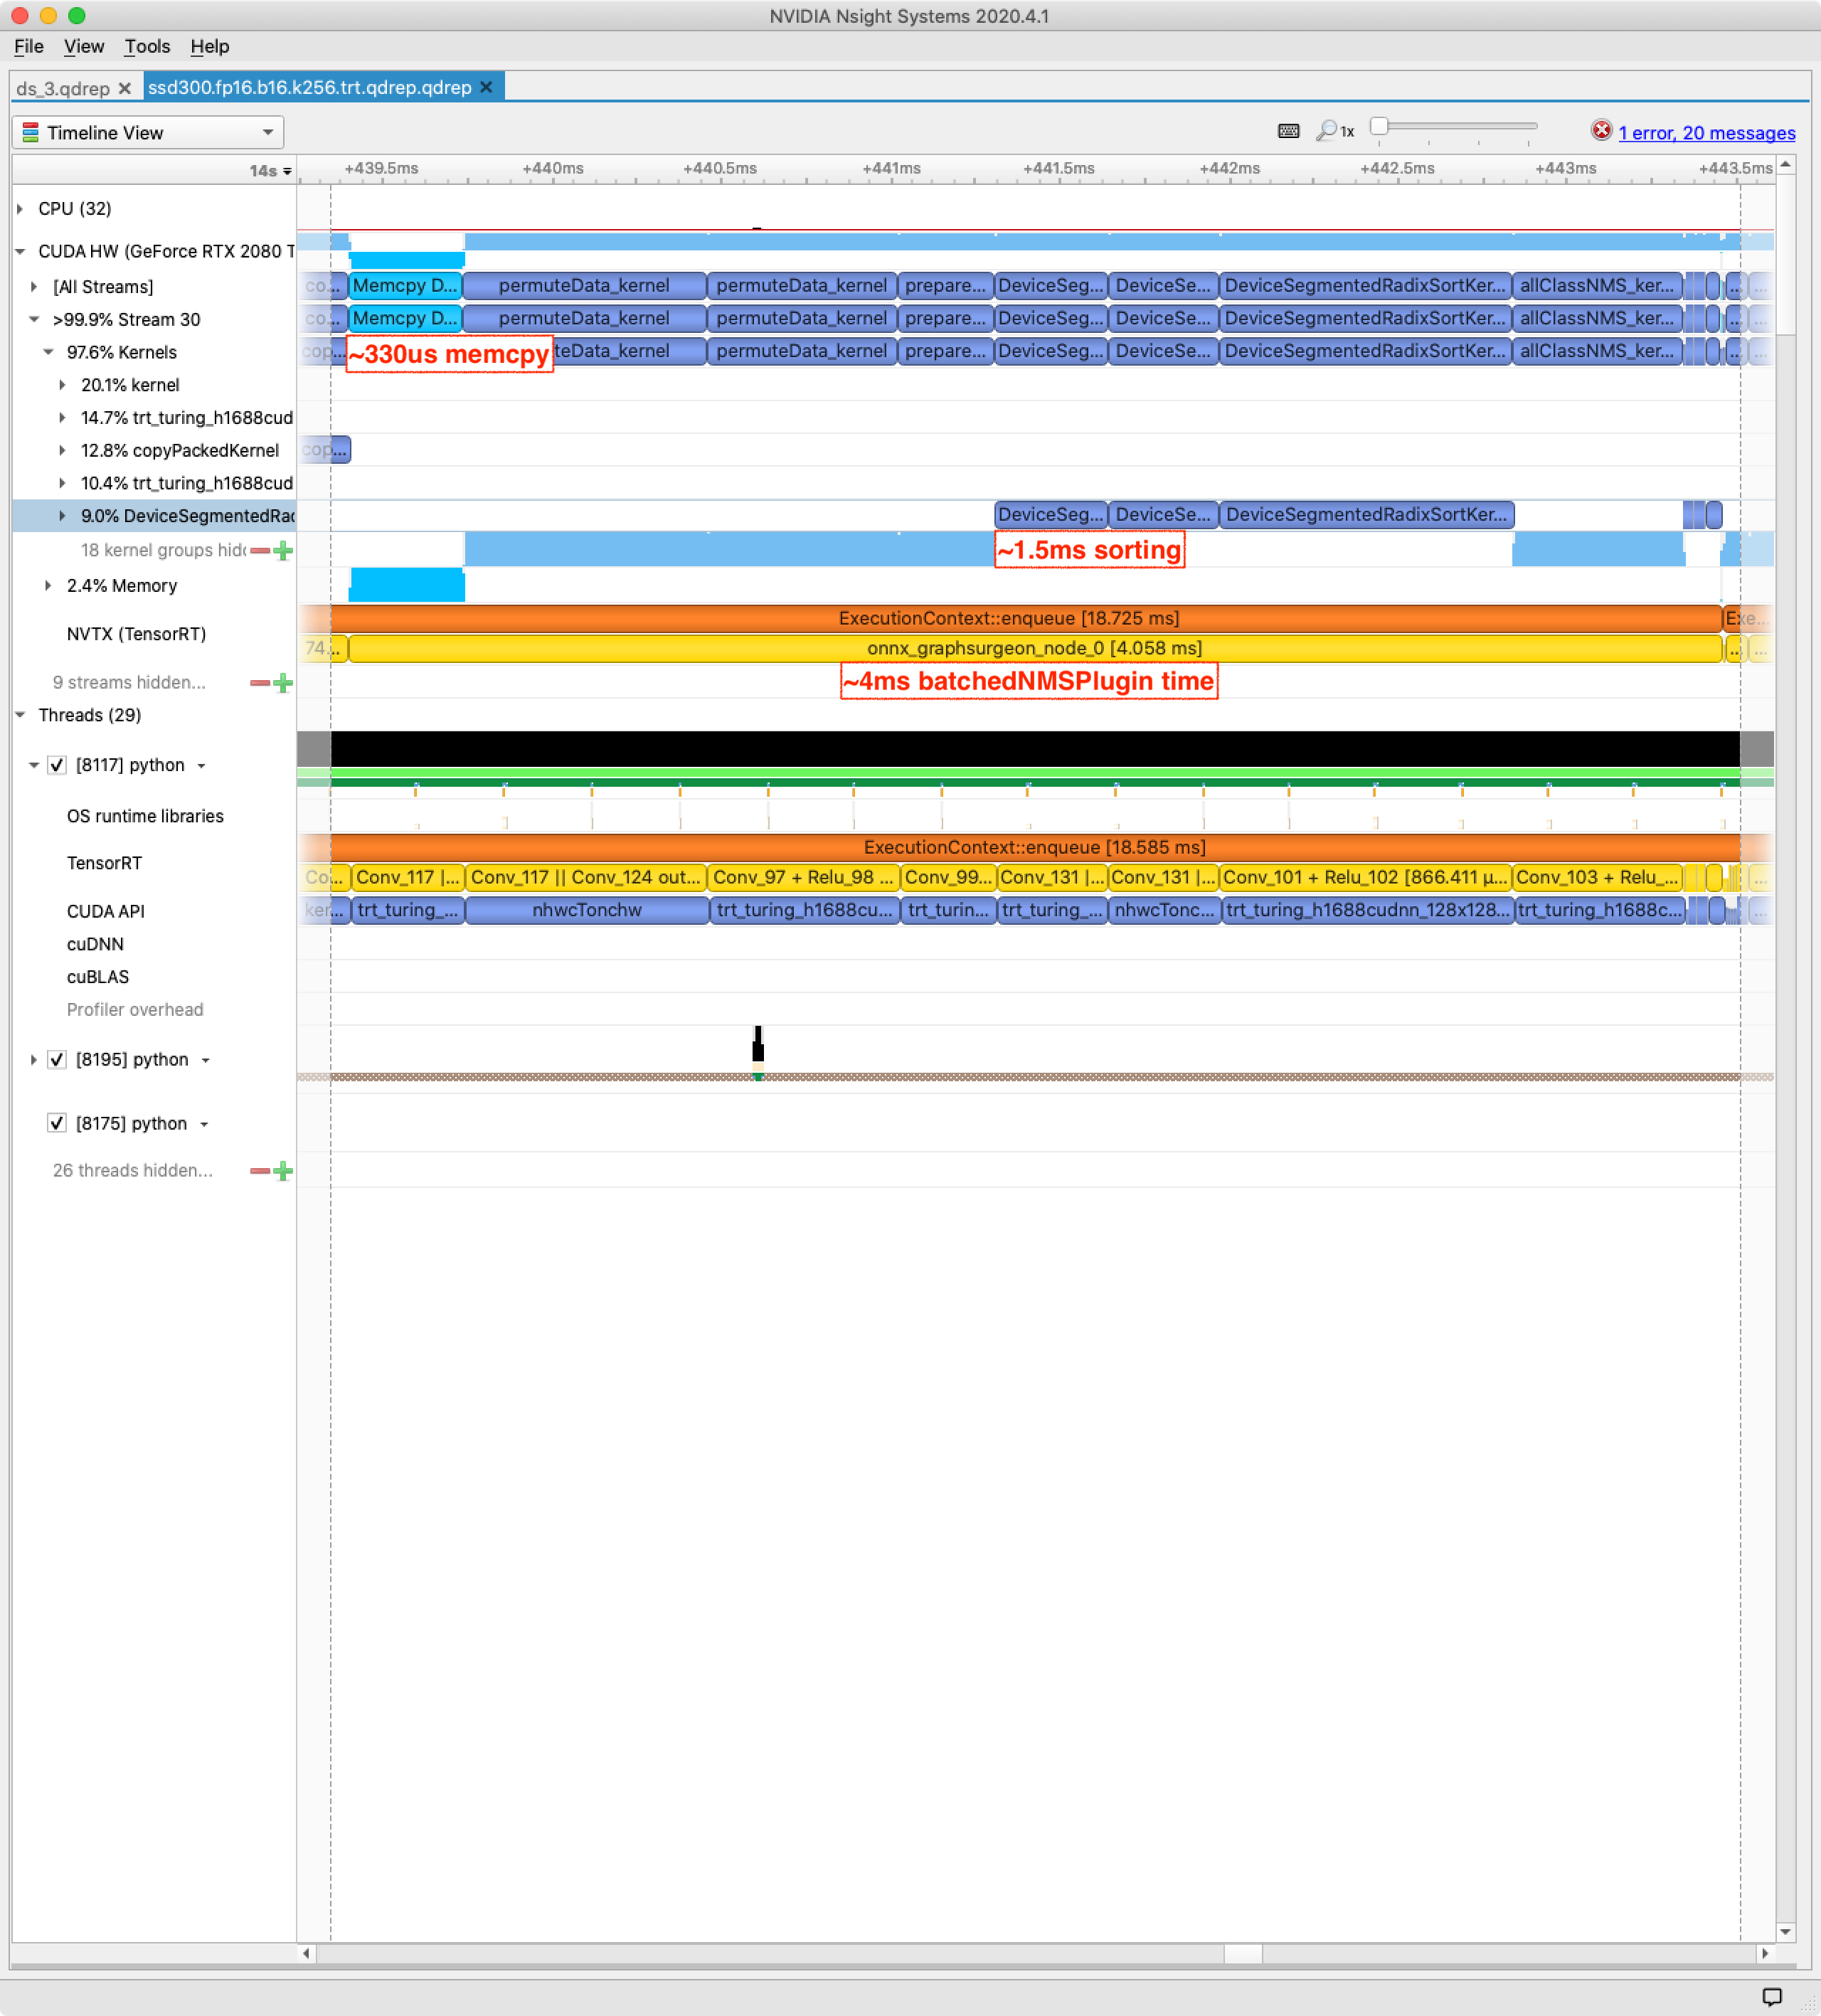 NVIDIA Nsight Systems 2020.4.1
File View Tools Help
ds_3.qdrep ssd300.fp16.b16.k256.trt.qdrep.qdrep
Timeline View 1x 1 error, 20 messages
14s +439.5ms +440ms +440.5ms +441ms +441.5ms +442ms +442.5ms +443ms +443.5ms
CPU (32)
CUDA HW (GeForce RTX 2080 T
[All Streams] co... Memcpy D... permuteData_kernel permuteData_kernel prepare... DeviceSeg... DeviceSe... DeviceSegmentedRadixSortKer... allClassNMS_ker... ... ...
>99.9% Stream 30 co... Memcpy D... permuteData_kernel permuteData_kernel prepare... DeviceSeg... DeviceSe... DeviceSegmentedRadixSortKer... allClassNMS_ker... ... ...
97.6% Kernels cop... ~330us memcpy teData_kernel permuteData_kernel prepare... DeviceSeg... DeviceSe... DeviceSegmentedRadixSortKer... allClassNMS_ker... ... ...
20.1% kernel
14.7% trt_turing_h1688cud
12.8% copyPackedKernel cop...
10.4% trt_turing_h1688cud
9.0% DeviceSegmentedRad DeviceSeg... DeviceSe... DeviceSegmentedRadixSortKer...
18 kernel groups hidd ~1.5ms sorting
2.4% Memory
ExecutionContext::enqueue [18.725 ms] Exe...
NVTX (TensorRT)
74... onnx_graphsurgeon_node_0 [4.058 ms] ... ...
9 streams hidden... ~4ms batchedNMSPlugin time
Threads (29)
[8117] python
OS runtime libraries
ExecutionContext::enqueue [18.585 ms]
TensorRT
Co... Conv_117 |... Conv_117 || Conv_124 out... Conv_97 + Relu_98 ... Conv_99... Conv_131 |... Conv_131 |... Conv_101 + Relu_102 [866.411 μ... Conv_103 + Relu_... ...
CUDA API ker... trt_turing_... nhwcTonchw trt_turing_h1688cu... trt_turin... trt_turing_... nhwcTonc... trt_turing_h1688cudnn_128x128... trt_turing_h1688c... ...
cuDNN
cuBLAS
Profiler overhead
[8195] python
[8175] python
26 threads hidden...